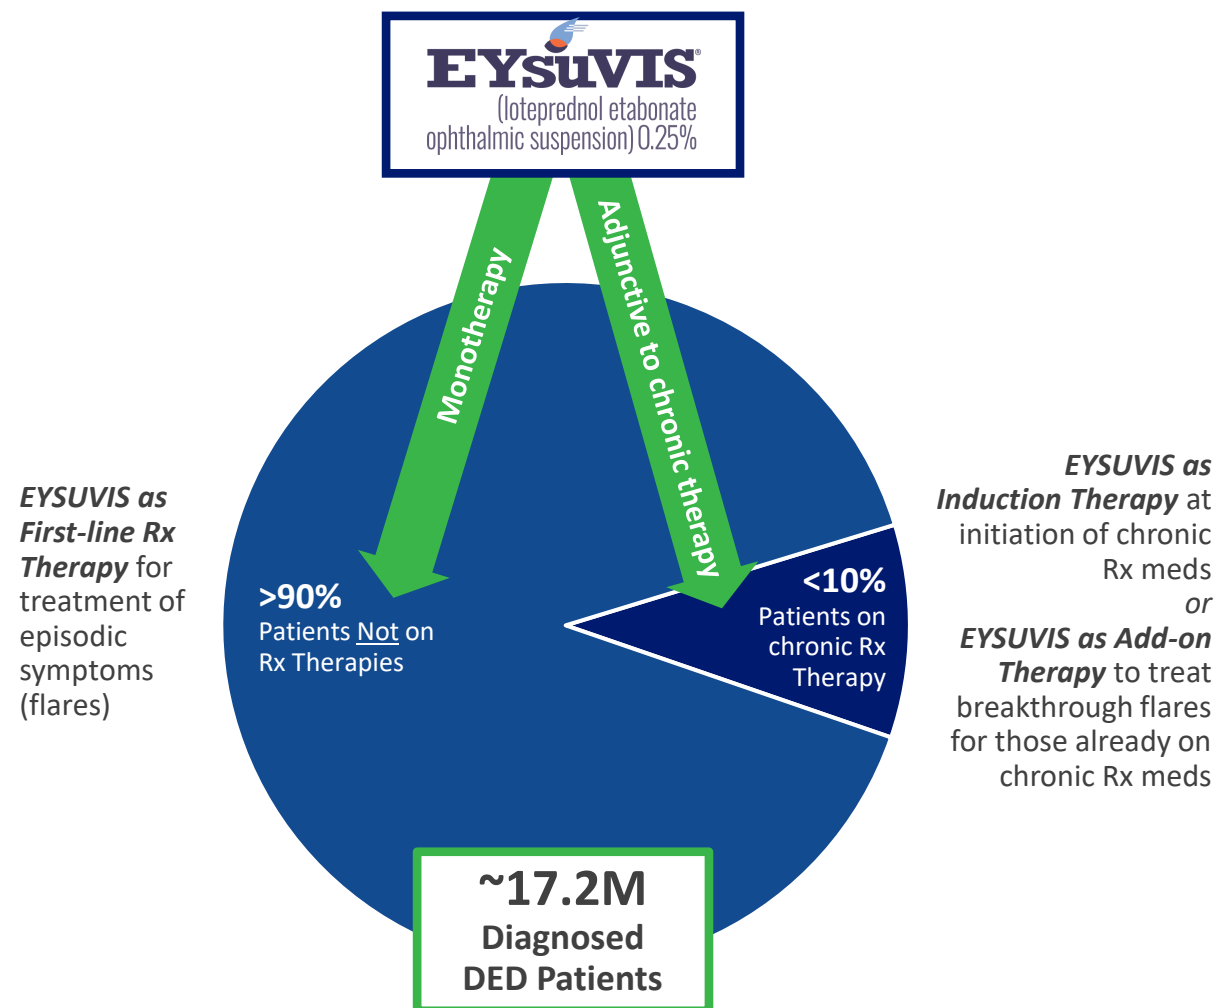 EYSUVIS®
(loteprednol etabonate
ophthalmic suspension) 0.25%
Monotherapy
Adjunctive to chronic therapy
EYSUVIS as
First-line Rx
Therapy for
treatment of
episodic
symptoms
(flares)
>90%
Patients Not on
Rx Therapies
<10%
Patients on
chronic Rx
Therapy
EYSUVIS as
Induction Therapy at
initiation of chronic
Rx meds
or
EYSUVIS as Add-on
Therapy to treat
breakthrough flares
for those already on
chronic Rx meds
~17.2M
Diagnosed
DED Patients